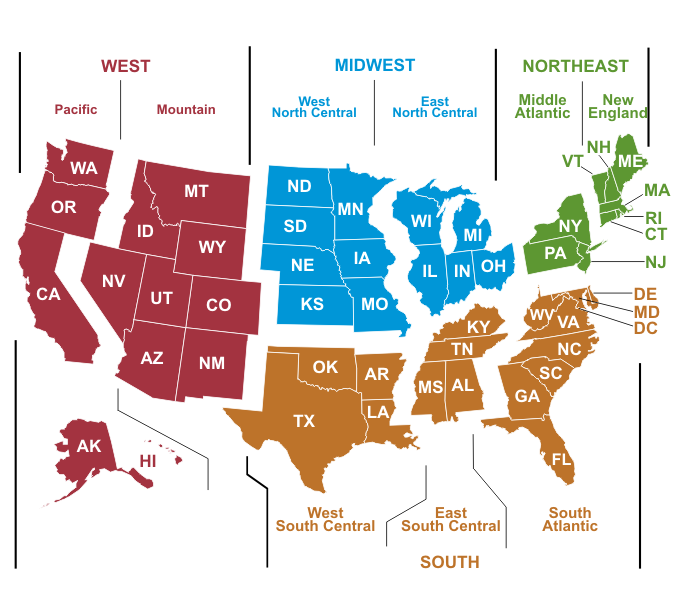 WEST
MIDWEST
NORTHEAST
Pacific
Mountain
West
North Central
East
North Central
Middle
Atlantic
New
England
WA
OR
CA
MT
ID
WY
NV
UT
CO
AZ
NM
AK
HI
ND
SD
NE
KS
MN
IA
MO
WI
MI
IL
IN
OH
NH
VT
ME
MA
RI
CT
NY
PA
NJ
DE
MD
DC
WV
VA
KY
TN
NC
SC
GA
FL
OK
AR
TX
LA
MS
AL
West
South Central
East
South Central
South
Atlantic
SOUTH